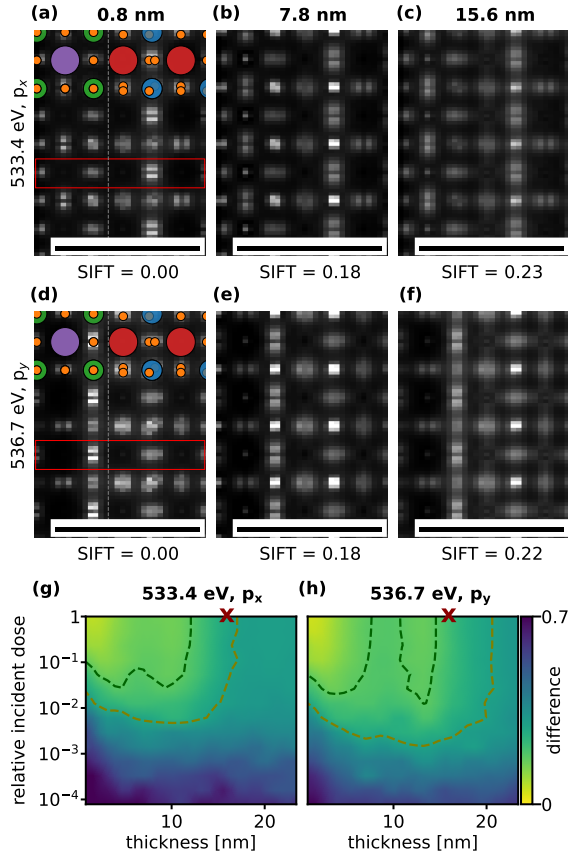 (a) 0.8 nm (b) 7.8 nm (c) 15.6 nm
533.4 eV, pₓ
SIFT = 0.00 SIFT = 0.18 SIFT = 0.23
(d) (e) (f)
536.7 eV, pᵧ
SIFT = 0.00 SIFT = 0.18 SIFT = 0.22
(g) 533.4 eV, pₓ (h) 536.7 eV, pᵧ
X X
relative incident dose
1
10⁻¹
10⁻²
10⁻³
10⁻⁴
10 20
thickness [nm]
10 20
thickness [nm]
0.7
difference
0